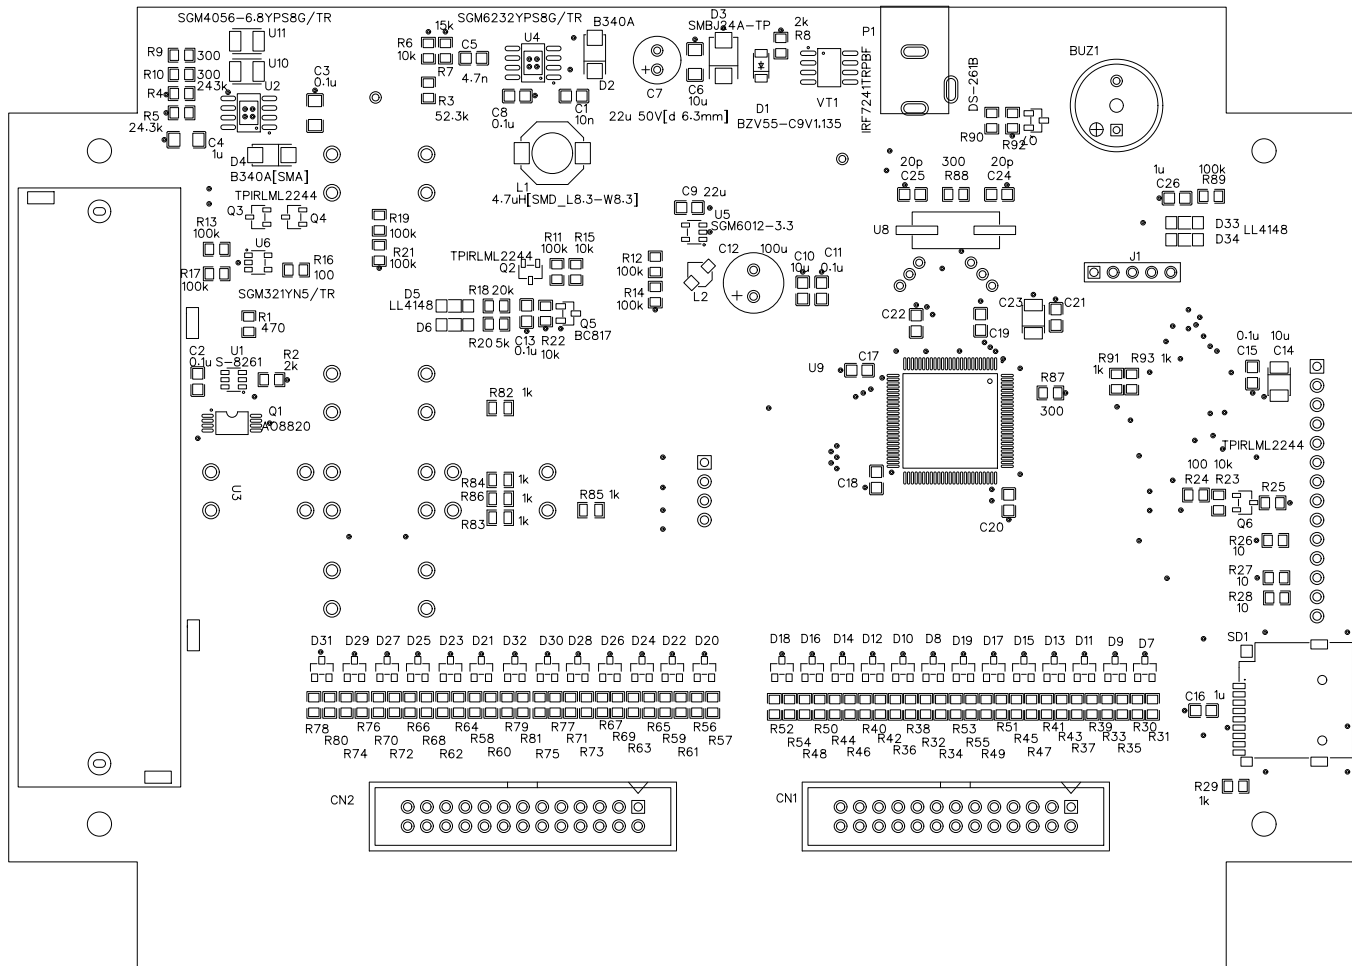 SGM4056-6.8YPS8G/TR
U11
R9
300
R10
300
U10
R4
243k
U2
R5
24.3k
C4
1u
C3
0.1u
D4
B340A[SMA]
15k
R6
10k
C5
R7
4.7n
R3
52.3k
SGM6232YPS8G/TR
U4
B340A
D2
C8
0.1u
C1
10n
L1
4.7uH[SMD_L8.3-W8.3]
C7
22u 50V[d 6.3mm]
D3
SMBJ24A-TP
C6
10u
2k
R8
D1
BZV55-C9V1,135
VT1
P1
IRF7241TRPBF
DS-261B
BUZ1
R90
R92
20p
C25
300
R88
20p
C24
1u
C26
100k
R89
D33
D34
LL4148
J1
TPIRLML2244
Q3
Q4
R13
100k
U6
R17
100k
R16
100
SGM321YN5/TR
R19
100k
R21
100k
R1
470
C2
0.1u
U1
S-8261
R2
2k
Q1
AO8820
U3
TPIRLML2244
Q2
R11
100k
R15
10k
D5
LL4148
D6
R18
20k
R20
5k
C13
0.1u
R22
10k
Q5
BC817
R12
100k
R14
100k
C9
22u
U5
SGM6012-3.3
L2
C12
100u
C10
10u
C11
0.1u
U8
C22
C19
C23
C21
U9
C17
C18
C20
R87
300
R91
1k
R93
1k
0.1u
C15
10u
C14
R82
1k
R84
1k
R86
1k
R83
1k
R85
1k
TPIRLML2244
100
R24
10k
R23
R25
Q6
R26
10
R27
10
R28
10
SD1
C16
1u
R29
1k
D31
D29
D27
D25
D23
D21
D32
D30
D28
D26
D24
D22
D20
D18
D16
D14
D12
D10
D8
D19
D17
D15
D13
D11
D9
D7
R78
R80
R74
R76
R70
R72
R66
R68
R62
R64
R58
R60
R79
R81
R75
R77
R71
R73
R67
R69
R63
R65
R59
R61
R56
R57
R52
R54
R48
R50
R44
R46
R40
R42
R36
R38
R32
R34
R53
R55
R49
R51
R45
R47
R41
R43
R37
R39
R33
R35
R30
R31
CN2
CN1